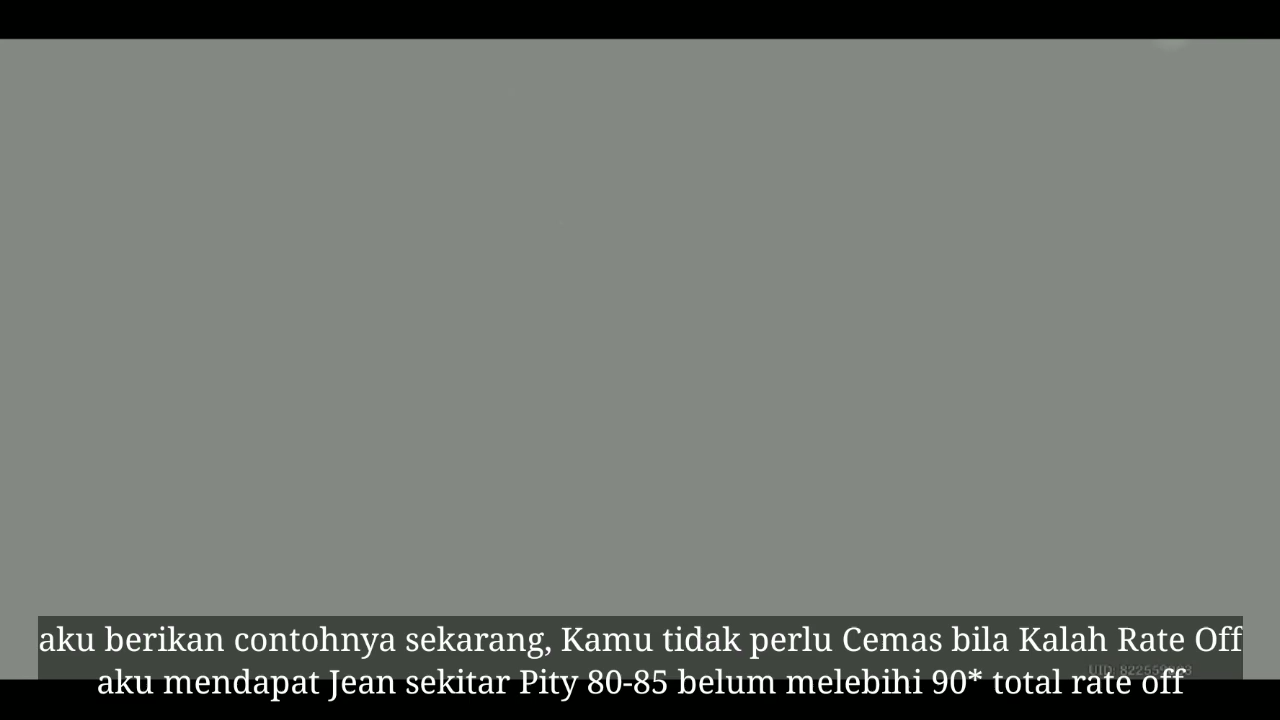 aku berikan contohnya sekarang, Kamu tidak perlu Cemas bila Kalah Rate Off
aku mendapat Jean sekitar Pity 80-85 belum melebihi 90* total rate off